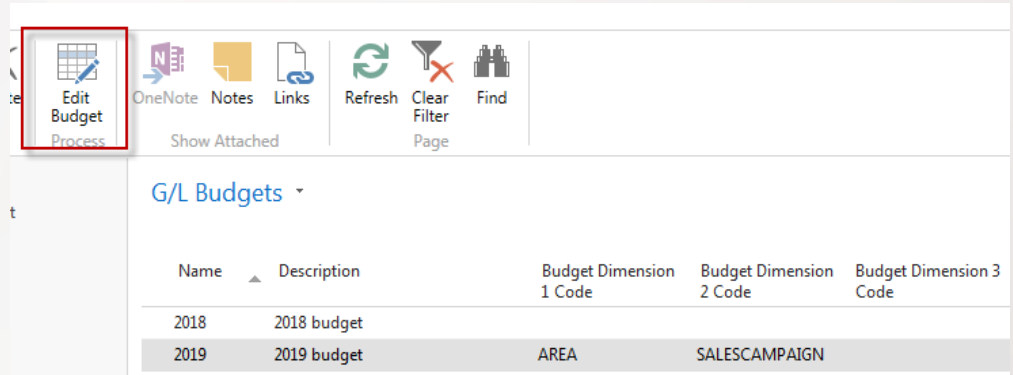 te
Edit
Budget
Process
OneNote Notes Links
Show Attached
Refresh Clear
Filter
Find
Page
t
G/L Budgets
Name Description Budget Dimension
1 Code Budget Dimension
2 Code Budget Dimension 3
Code
2018 2018 budget
2019 2019 budget AREA SALESCAMPAIGN